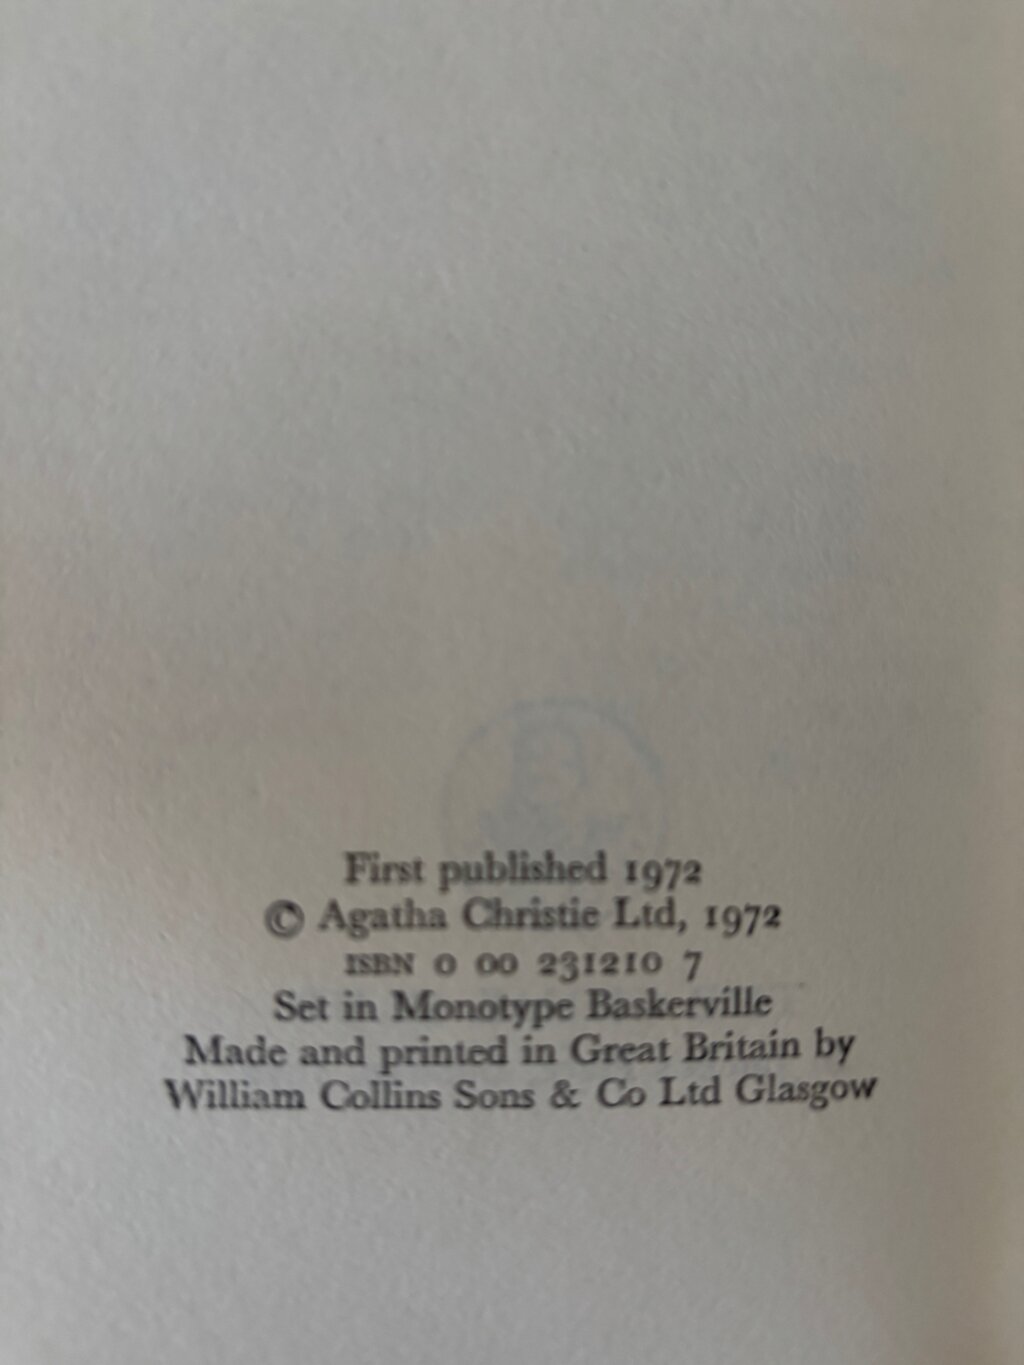 First published 1972
© Agatha Christie Ltd, 1972
ISBN 0 00 231210 7
Set in Monotype Baskerville
Made and printed in Great Britain by
William Collins Sons & Co Ltd Glasgow